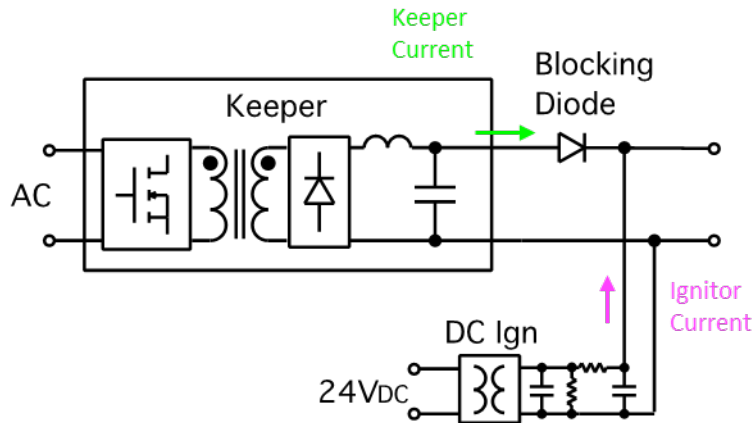 Keeper
Current
Blocking
Diode
Keeper
AC
Ignitor
Current
DC Ign
24VDC